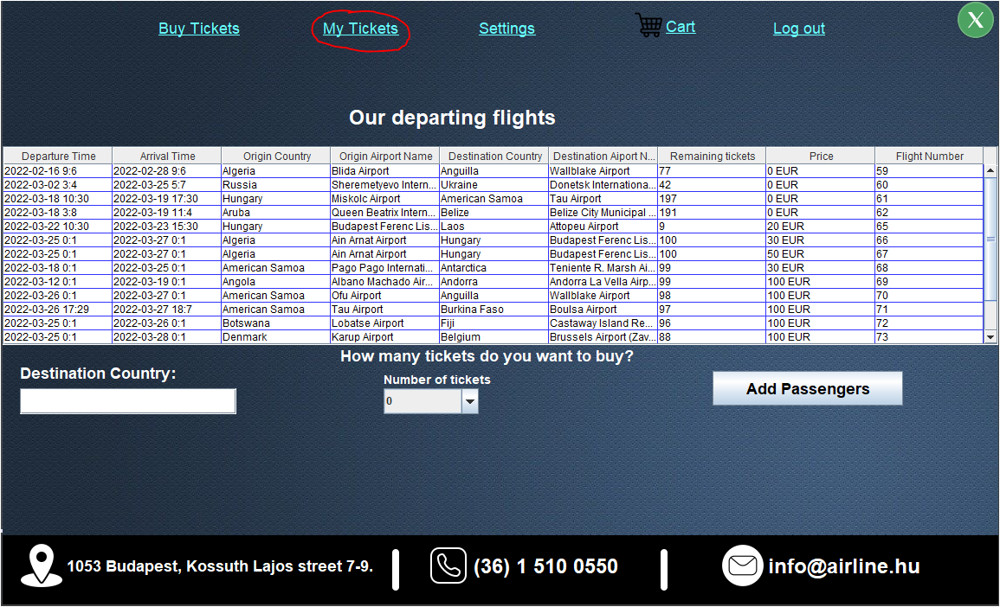 Buy Tickets My Tickets Settings Cart Log out X
Our departing flights
Departure Time Arrival Time Origin Country Origin Airport Name Destination Country Destination Aiport N... Remaining tickets Price Flight Number
2022-02-16 9:6 2022-02-28 9:6 Algeria Blida Airport Anguilla Wallblake Airport 77 0 EUR 59
2022-03-02 3:4 2022-03-25 5:7 Russia Sheremetyevo Intern... Ukraine Donetsk Internationa... 42 0 EUR 60
2022-03-18 10:30 2022-03-19 17:30 Hungary Miskolc Airport American Samoa Tau Airport 197 0 EUR 61
2022-03-18 3:8 2022-03-19 11:4 Aruba Queen Beatrix Intern... Belize Belize City Municipal ... 191 0 EUR 62
2022-03-22 10:30 2022-03-23 15:30 Hungary Budapest Ferenc Lis... Laos Attopeu Airport 9 20 EUR 65
2022-03-25 0:1 2022-03-27 0:1 Algeria Ain Arnat Airport Hungary Budapest Ferenc Lis... 100 30 EUR 66
2022-03-25 0:1 2022-03-27 0:1 Algeria Ain Arnat Airport Hungary Budapest Ferenc Lis... 100 50 EUR 67
2022-03-18 0:1 2022-03-25 0:1 American Samoa Pago Pago Internati... Antarctica Teniente R. Marsh Ai... 99 30 EUR 68
2022-03-12 0:1 2022-03-19 0:1 Angola Albano Machado Air... Andorra Andorra La Vella Airp... 99 100 EUR 69
2022-03-26 0:1 2022-03-27 0:1 American Samoa Ofu Airport Anguilla Wallblake Airport 98 100 EUR 70
2022-03-26 17:29 2022-03-27 18:7 American Samoa Tau Airport Burkina Faso Boulsa Airport 97 100 EUR 71
2022-03-25 0:1 2022-03-26 0:1 Botswana Lobatse Airport Fiji Castaway Island Re... 96 100 EUR 72
2022-03-25 0:1 2022-03-28 0:1 Denmark Karup Airport Belgium Brussels Airport (Zav... 88 100 EUR 73
How many tickets do you want to buy?
Destination Country:
Number of tickets
0
Add Passengers
1053 Budapest, Kossuth Lajos street 7-9. (36) 1 510 0550 info@airline.hu